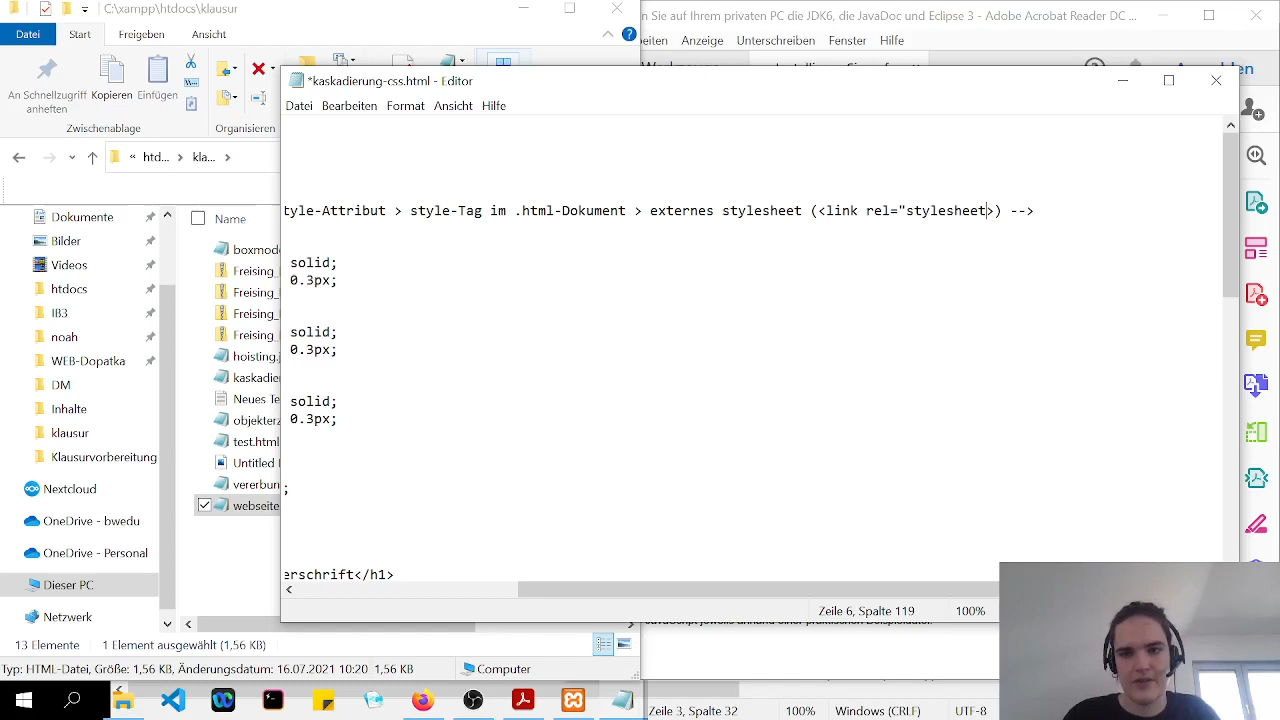 C:\xampp\htdocs\klausur
n Sie auf Ihrem privaten PC die JDK6, die JavaDoc und Eclipse 3 - Adobe Acrobat Reader DC ...
Datei Start Freigeben Ansicht
Anzeige Unterschreiben Fenster Hilfe
An Schnellzugriff anheften
Kopieren
Einfügen
Zwischenablage
Organisieren
*kaskadierung-css.html - Editor
Datei Bearbeiten Format Ansicht Hilfe
« htd... > kla... >
Name
Dokumente
Bilder
Videos
htdocs
IB3
noah
WEB-Dopatka
DM
Inhalte
klausur
Klausurvorbereitung
Nextcloud
OneDrive - bwedu
OneDrive - Personal
Dieser PC
Netzwerk
boxmod
Freising_
Freising_
Freising_
Freising_
hoisting.j
kaskadier
Neues Te
objekterz
test.html
Untitled
vererbun
webseite
tyle-Attribut > style-Tag im .html-Dokument > externes stylesheet (<link rel="stylesheet>) -->
solid;
0.3px;
solid;
0.3px;
solid;
0.3px;
;
erschrift</h1>
Zeile 6, Spalte 119 100%
13 Elemente 1 Element ausgewählt (1,56 KB)
Typ: HTML-Datei, Größe: 1,56 KB, Änderungsdatum: 16.07.2021 10:20 1,56 KB Computer
Zeile 3, Spalte 32 100% Windows (CRLF) UTF-8